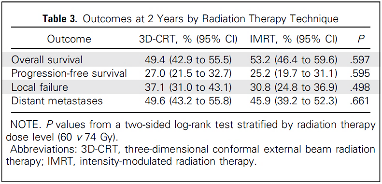 Table 3. Outcomes at 2 Years by Radiation Therapy Technique
Outcome 3D-CRT, % (95% CI) IMRT, % (95% CI) P
Overall survival 49.4 (42.9 to 55.5) 53.2 (46.4 to 59.6) .597
Progression-free survival 27.0 (21.5 to 32.7) 25.2 (19.7 to 31.1) .595
Local failure 37.1 (31.0 to 43.1) 30.8 (24.8 to 36.9) .498
Distant metastases 49.6 (43.2 to 55.8) 45.9 (39.2 to 52.3) .661
NOTE. P values from a two-sided log-rank test stratified by radiation therapy
dose level (60 v 74 Gy).
Abbreviations: 3D-CRT, three-dimensional conformal external beam radiation
therapy; IMRT, intensity-modulated radiation therapy.